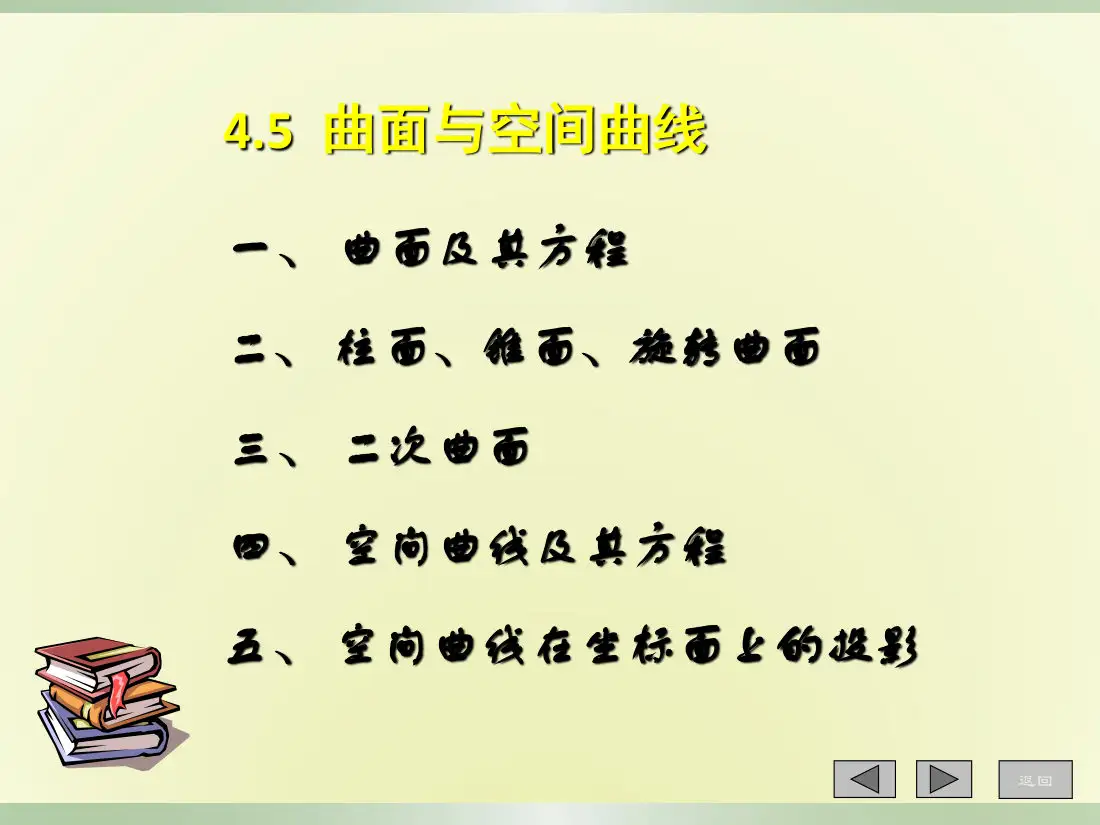 4.5 曲面与空间曲线
一、 曲面及其方程
二、 柱面、锥面、旋转曲面
三、 二次曲面
四、 空间曲线及其方程
五、 空间曲线在坐标面上的投影
返回